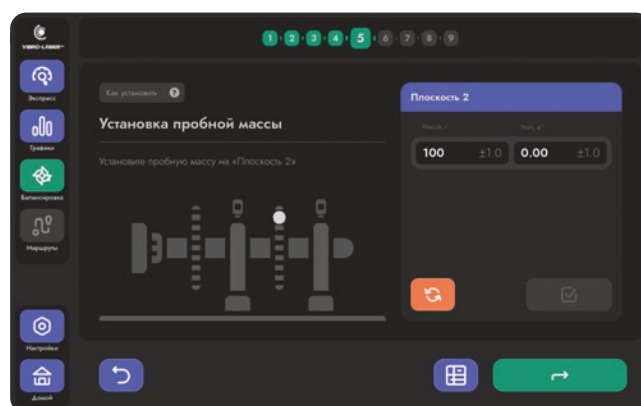 VIBRO-LASER™
1 2 3 4 5 6 7 8 9
Экспресс
Графики
Балансировка
Маршруты
Настройки
Домой
Как установить ?
Установка пробной массы
Установите пробную массу на «Плоскость 2»
Плоскость 2
100 ±1.0 0.00 ±1.0